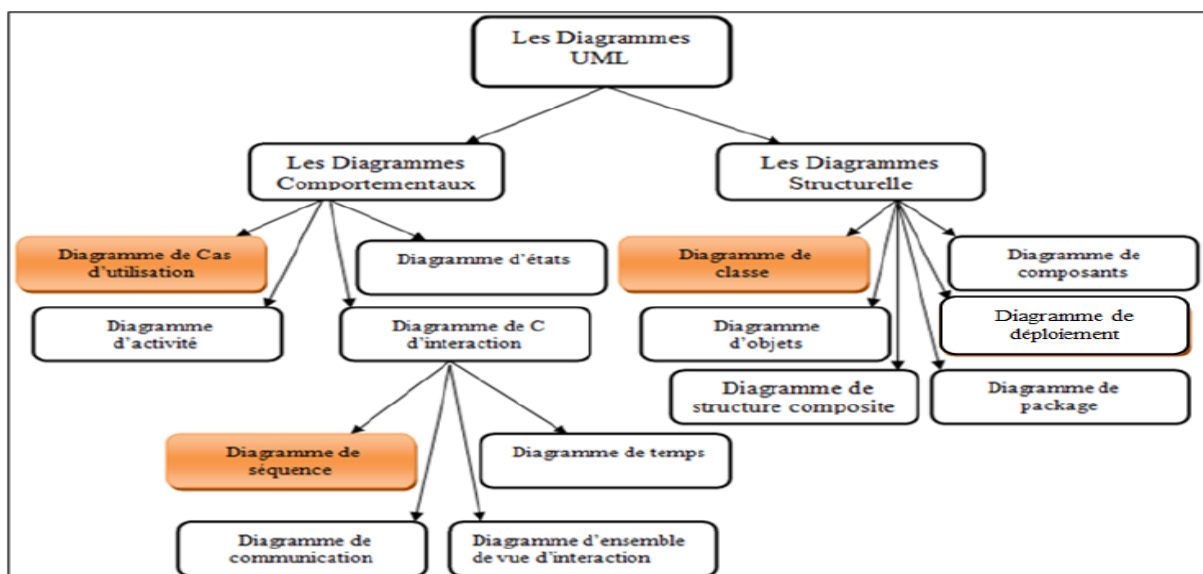 Les Diagrammes
UML
Les Diagrammes
Comportementaux
Les Diagrammes
Structurelle
Diagramme de Cas
d'utilisation
Diagramme d'états
Diagramme de
classe
Diagramme de
composants
Diagramme
d'activité
Diagramme de C
d'interaction
Diagramme
d'objets
Diagramme de
déploiement
Diagramme de
structure composite
Diagramme de
package
Diagramme de
séquence
Diagramme de temps
Diagramme de
communication
Diagramme d'ensemble
de vue d'interaction